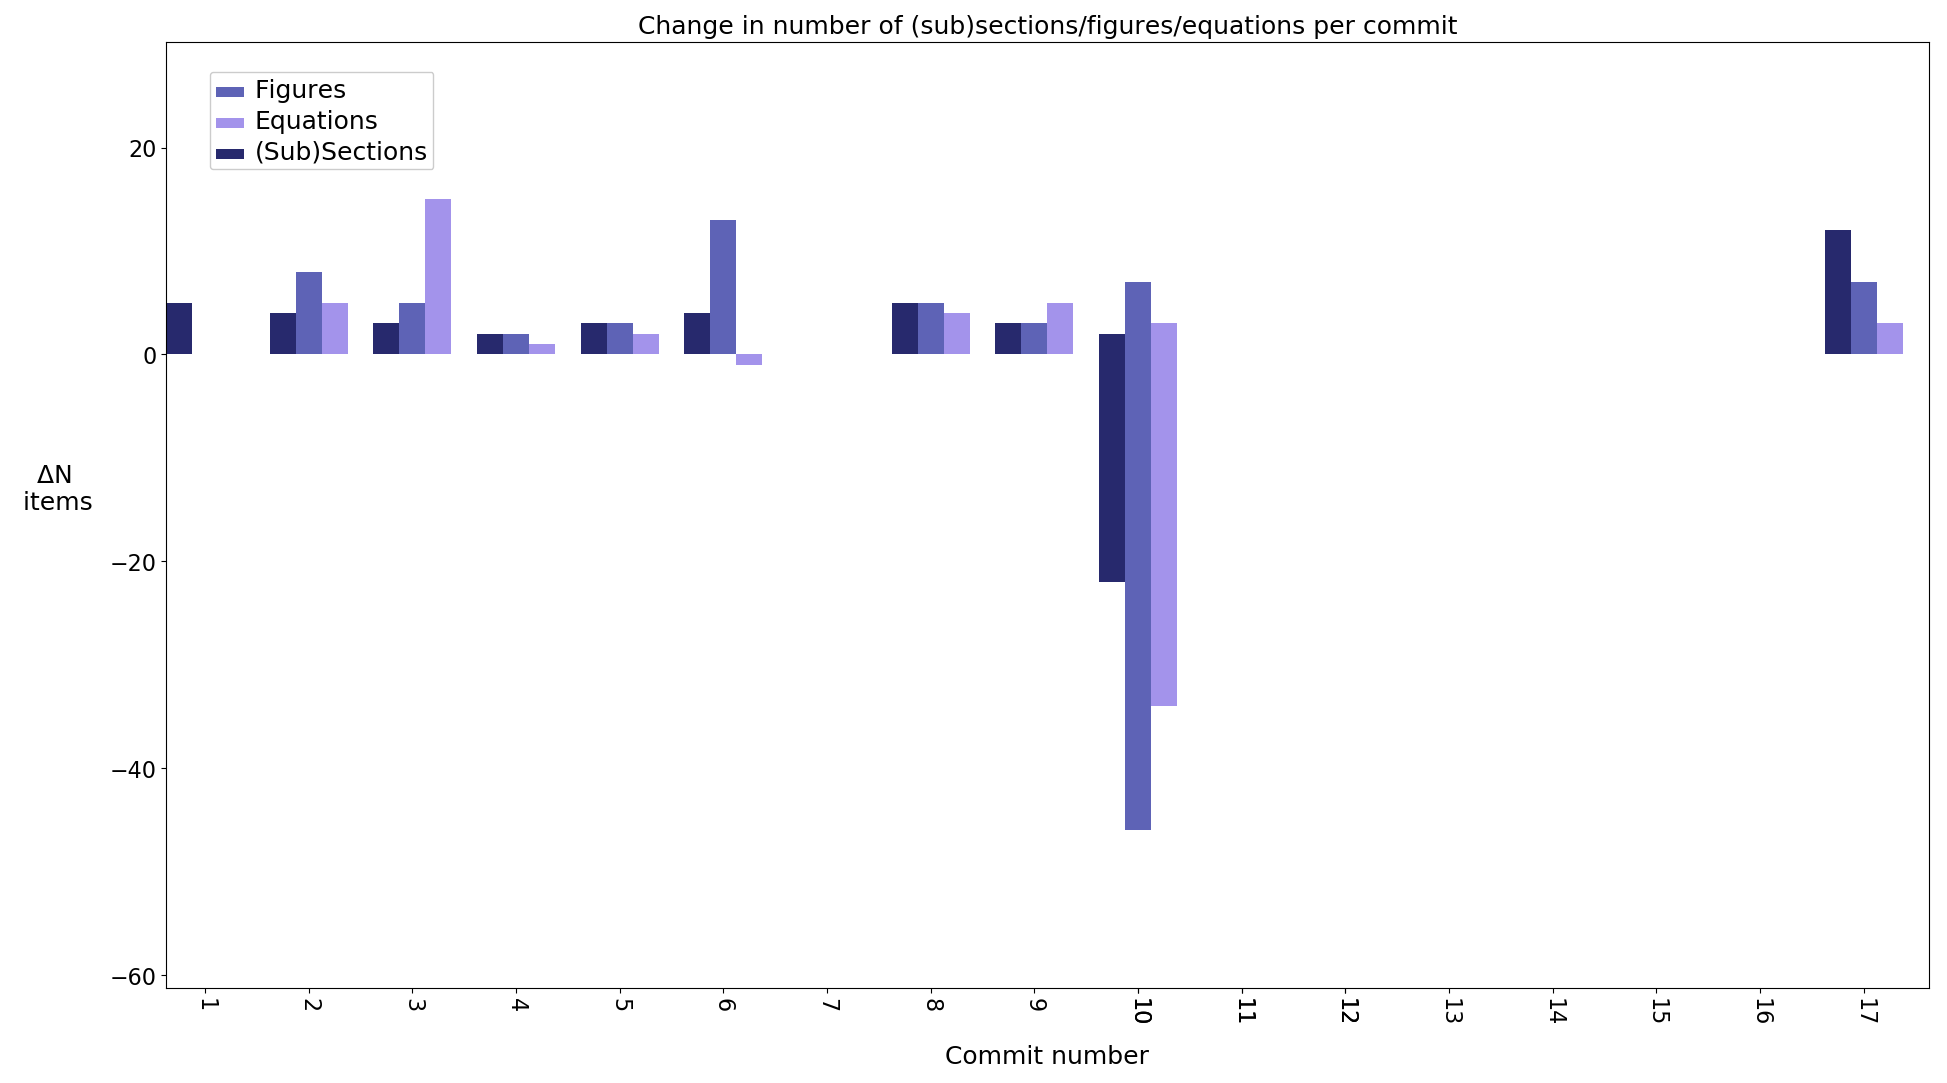 Change in number of (sub)sections/figures/equations per commit
Figures
Equations
(Sub)Sections
20
0
−20
−40
−60
ΔN
items
1 2 3 4 5 6 7 8 9 10 11 12 13 14 15 16 17
Commit number